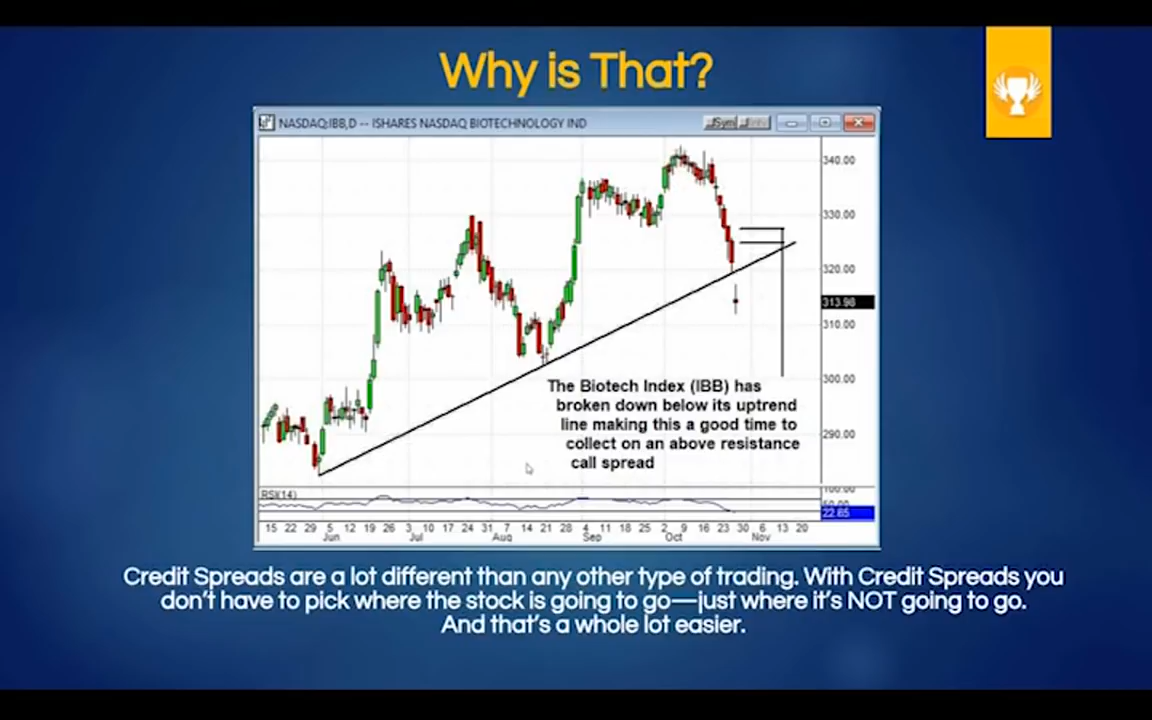 Why is That?
NASDAQ:IBB,D -- ISHARES NASDAQ BIOTECHNOLOGY IND
Sym
340.00
330.00
320.00
313.98
310.00
300.00
The Biotech Index (IBB) has
broken down below its uptrend
line making this a good time to
collect on an above resistance
call spread
290.00
RSI(14)
100.00
50.00
22.65
15 22 29 5 12 19 26 3 10 17 24 31 7 14 21 28 4 11 18 25 2 9 16 23 30 6 13 20
Jun Jul Aug Sep Oct Nov
Credit Spreads are a lot different than any other type of trading. With Credit Spreads you
don't have to pick where the stock is going to go—just where it's NOT going to go.
And that's a whole lot easier.